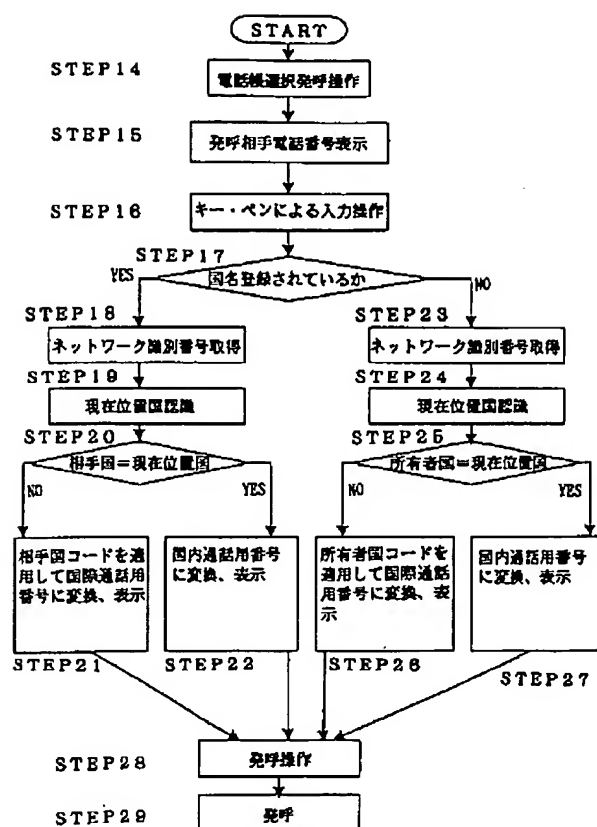 START
STEP14
電話帳選択発呼操作
STEP15
発呼相手電話番号表示
STEP16
キー・ペンによる入力操作
STEP17
国名登録されているか
YES
NO
STEP18
ネットワーク識別番号取得
STEP19
現在位置国認識
STEP20
相手国=現在位置国
NO
YES
相手国コードを適
用して国際通話用
番号に変換、表示
STEP21
国内通話用番号
に変換、表示
STEP22
STEP23
ネットワーク識別番号取得
STEP24
現在位置国認識
STEP25
所有者国=現在位置国
NO
YES
所有者国コードを
適用して国際通話
用番号に変換、表
示
STEP26
国内通話用番号
に変換、表示
STEP27
STEP28
発呼操作
STEP29
発呼